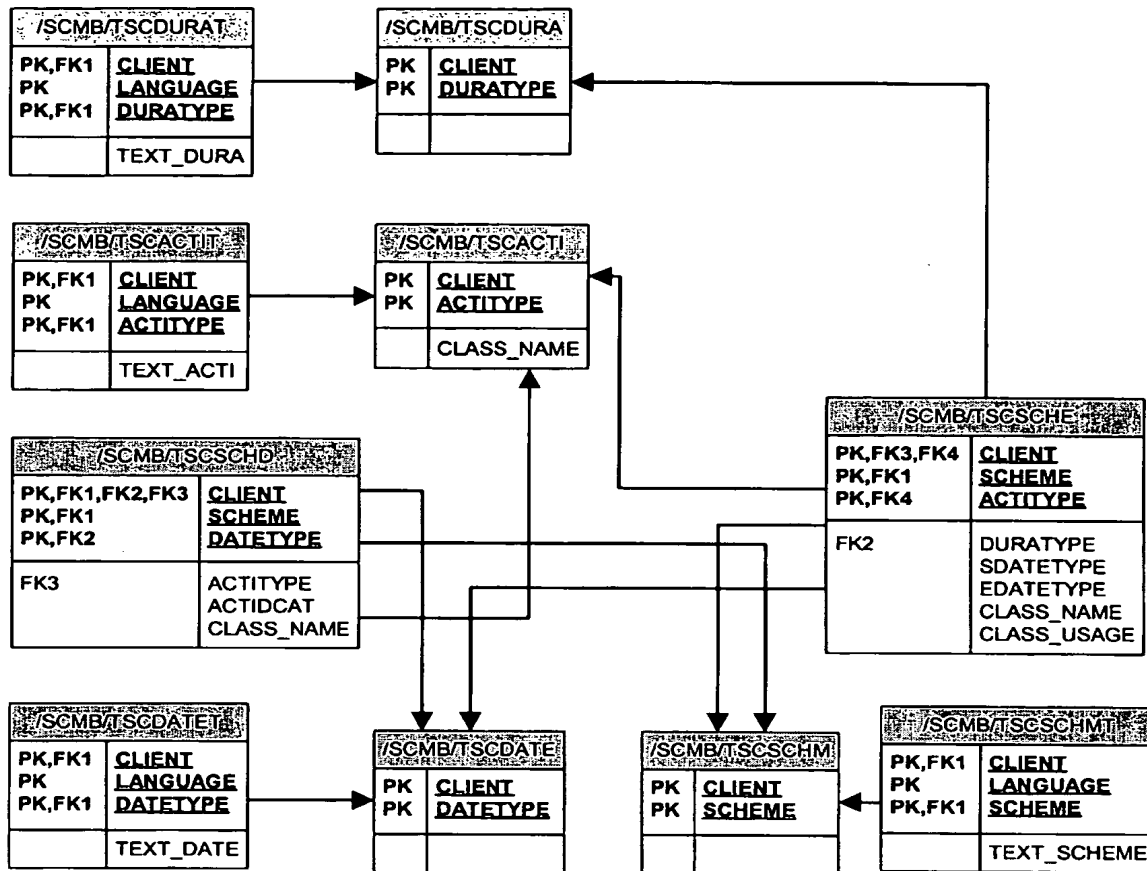 /SCMB/TSCDURAT
PK,FK1 CLIENT
PK LANGUAGE
PK,FK1 DURATYPE
TEXT_DURA
/SCMB/TSCDURA
PK CLIENT
PK DURATYPE
/SCMB/TSCACTIT
PK,FK1 CLIENT
PK LANGUAGE
PK,FK1 ACTITYPE
TEXT_ACTI
/SCMB/TSCACTI
PK CLIENT
PK ACTITYPE
CLASS_NAME
/SCMB/TSCSCHD
PK,FK1,FK2,FK3 CLIENT
PK,FK1 SCHEME
PK,FK2 DATETYPE
FK3 ACTITYPE
ACTIDCAT
CLASS_NAME
/SCMB/TSCSCHE
PK,FK3,FK4 CLIENT
PK,FK1 SCHEME
PK,FK4 ACTITYPE
FK2 DURATYPE
SDATETYPE
EDATETYPE
CLASS_NAME
CLASS_USAGE
/SCMB/TSCDATET
PK,FK1 CLIENT
PK LANGUAGE
PK,FK1 DATETYPE
TEXT_DATE
/SCMB/TSCDATE
PK CLIENT
PK DATETYPE
/SCMB/TSCSCHM
PK CLIENT
PK SCHEME
/SCMB/TSCSCHMT
PK,FK1 CLIENT
PK LANGUAGE
PK,FK1 SCHEME
TEXT_SCHEME